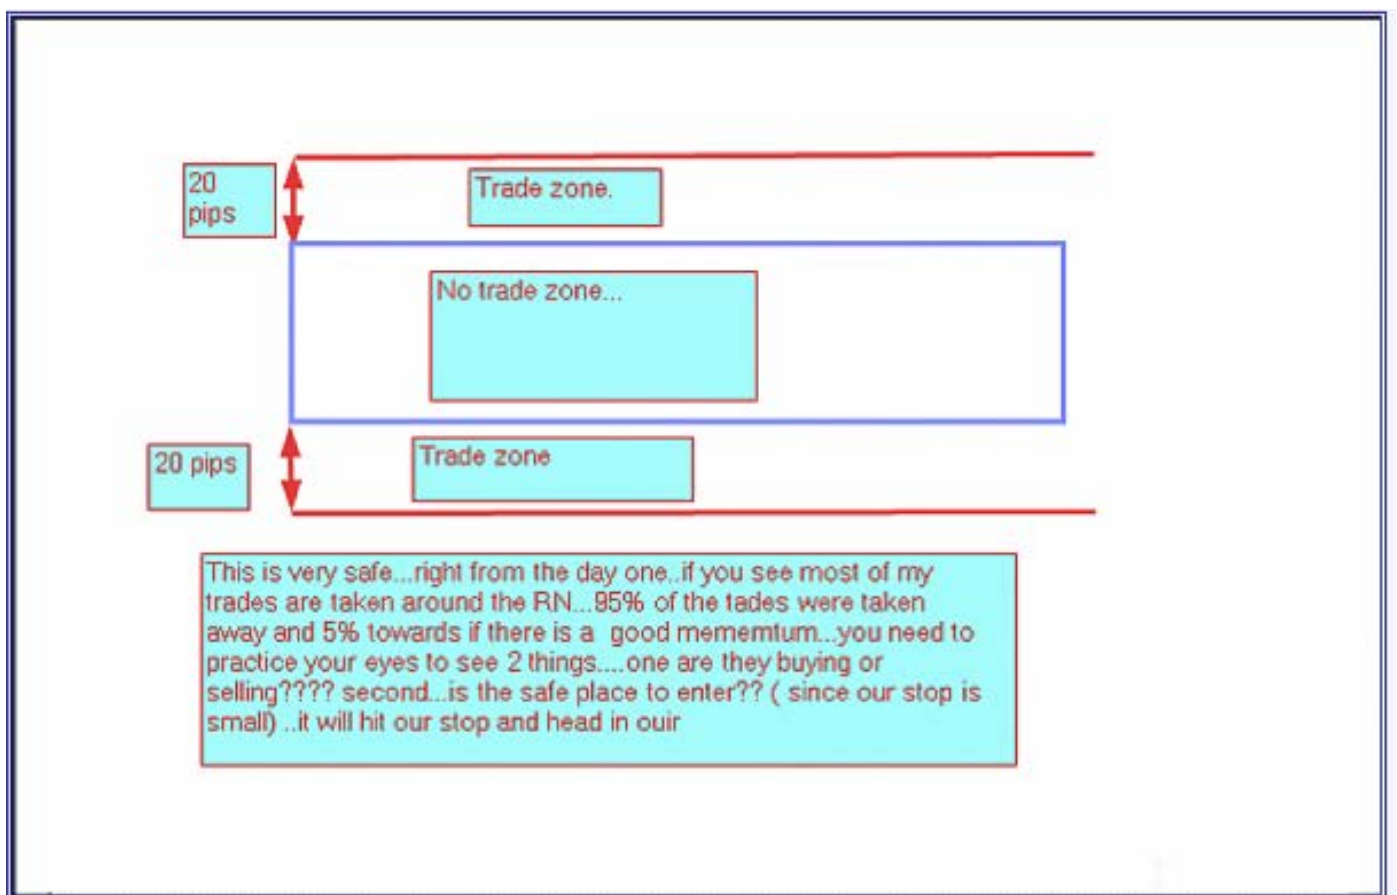 20
pips
Trade zone.
No trade zone...
20 pips
Trade zone
This is very safe...right from the day one..if you see most of my
trades are taken around the RN...95% of the tades were taken
away and 5% towards if there is a  good mememtum...you need to
practice your eyes to see 2 things....one are they buying or
selling???? second...is the safe place to enter?? ( since our stop is
small) ..it will hit our stop and head in ouir